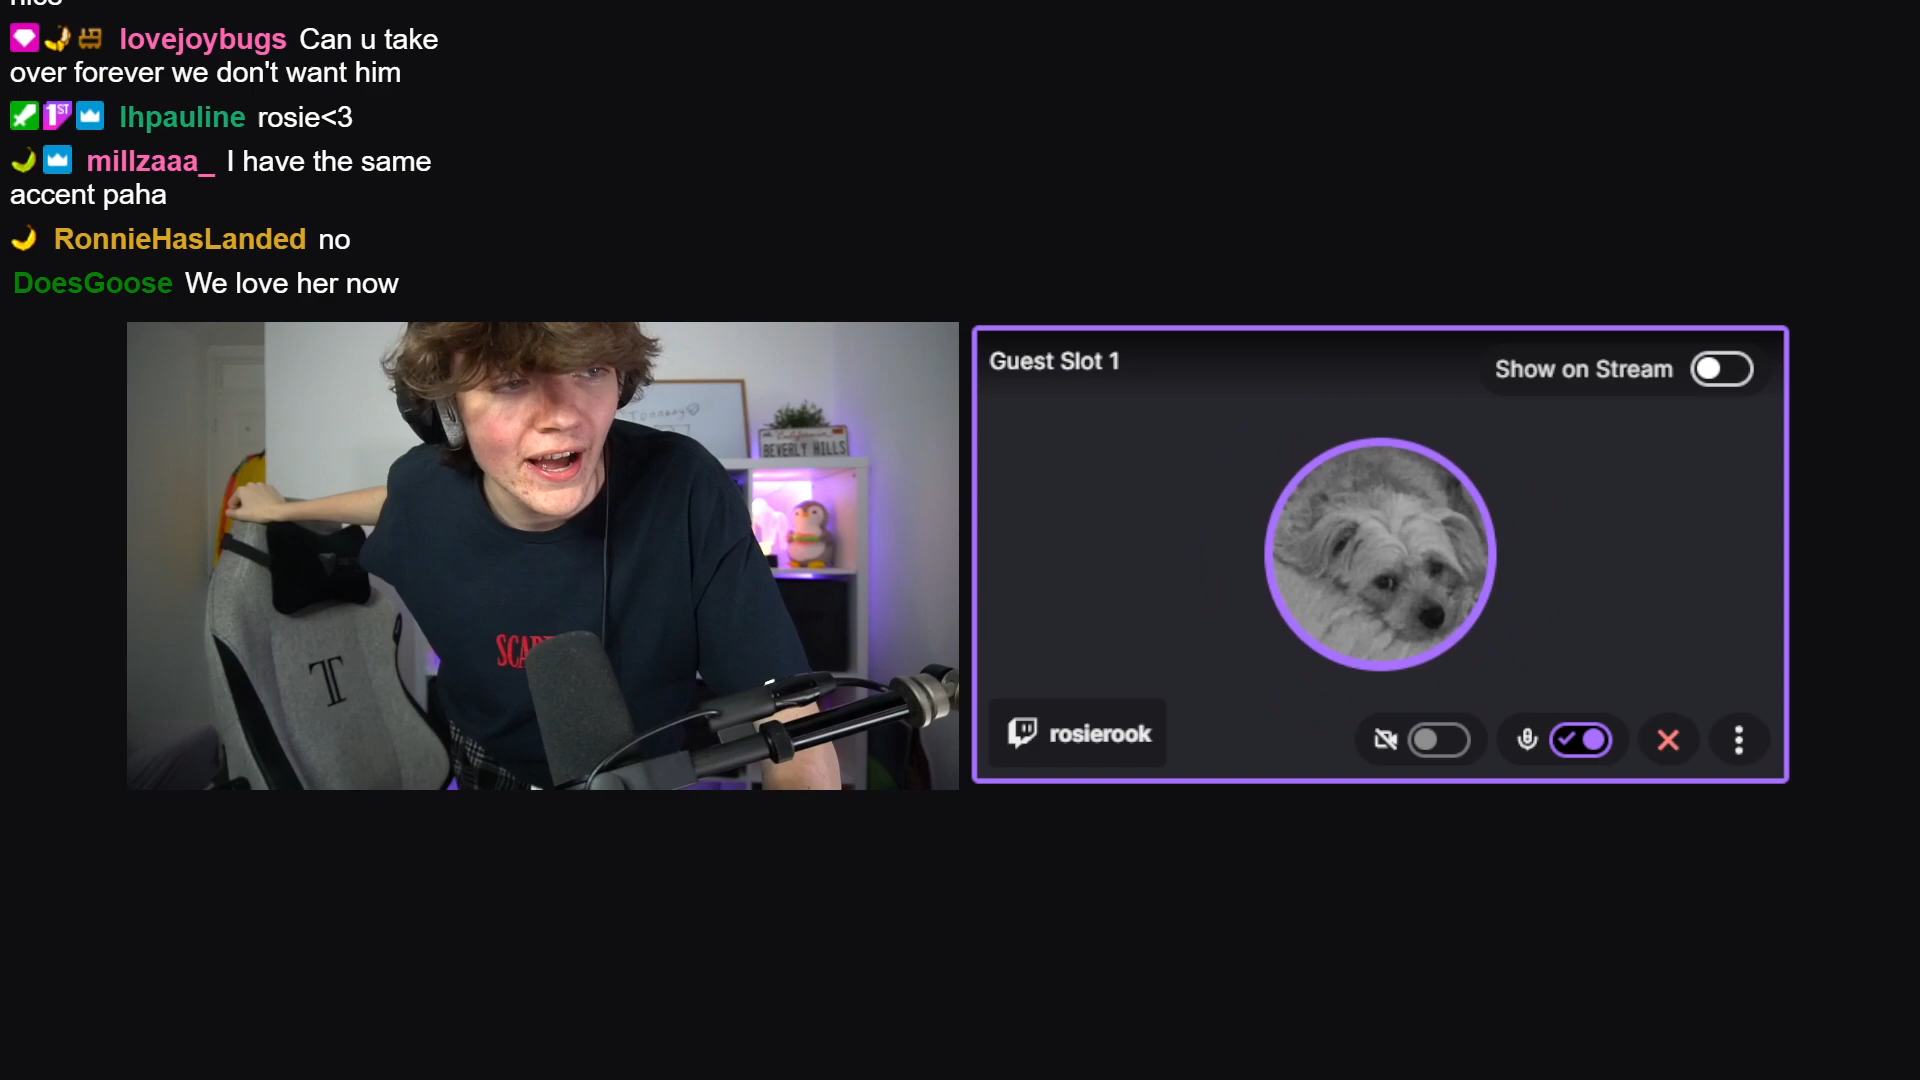 lovejoybugs Can u take
over forever we don't want him
1ST lhpauline rosie<3
millzaaa_ I have the same
accent paha
RonnieHasLanded no
DoesGoose We love her now
Guest Slot 1
Show on Stream
BEVERLY HILLS
T
rosierook